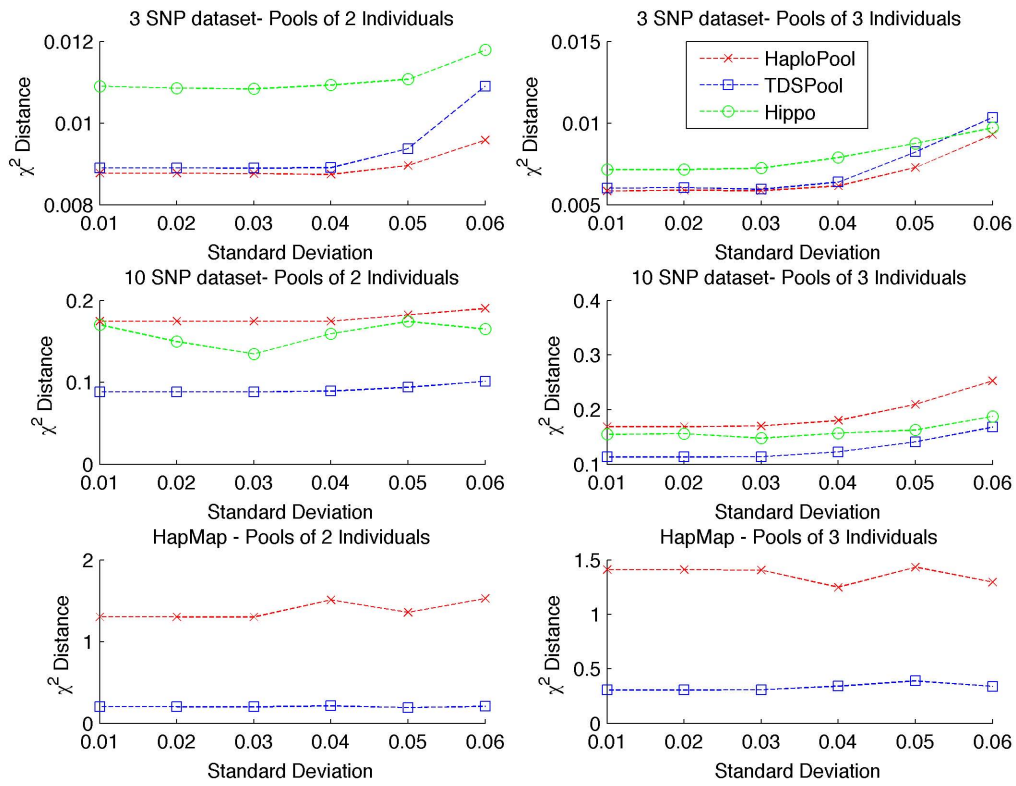 3 SNP dataset- Pools of 2 Individuals
χ² Distance
0.012
0.01
0.008
0.01 0.02 0.03 0.04 0.05 0.06
Standard Deviation
3 SNP dataset- Pools of 3 Individuals
χ² Distance
0.015
0.01
0.005
HaploPool
TDSPool
Hippo
0.01 0.02 0.03 0.04 0.05 0.06
Standard Deviation
10 SNP dataset- Pools of 2 Individuals
χ² Distance
0.2
0.1
0
0.01 0.02 0.03 0.04 0.05 0.06
Standard Deviation
10 SNP dataset- Pools of 3 Individuals
χ² Distance
0.4
0.3
0.2
0.1
0.01 0.02 0.03 0.04 0.05 0.06
Standard Deviation
HapMap - Pools of 2 Individuals
χ² Distance
2
1
0
0.01 0.02 0.03 0.04 0.05 0.06
Standard Deviation
HapMap - Pools of 3 Individuals
χ² Distance
1.5
1
0.5
0
0.01 0.02 0.03 0.04 0.05 0.06
Standard Deviation